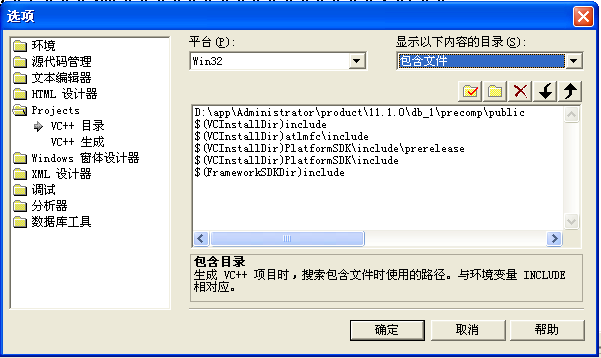 选项
环境
源代码管理
文本编辑器
HTML 设计器
Projects
VC++ 目录
VC++ 生成
Windows 窗体设计器
XML 设计器
调试
分析器
数据库工具
平台(P):
显示以下内容的目录(S):
Win32
包含文件
D:\app\Administrator\product\11.1.0\db_1\precomp\public
$(VCInstallDir)include
$(VCInstallDir)atlmfc\include
$(VCInstallDir)PlatformSDK\include\prerelease
$(VCInstallDir)PlatformSDK\include
$(FrameworkSDKDir)include
包含目录
生成 VC++ 项目时，搜索包含文件时使用的路径。与环境变量 INCLUDE
相对应。
确定
取消
帮助